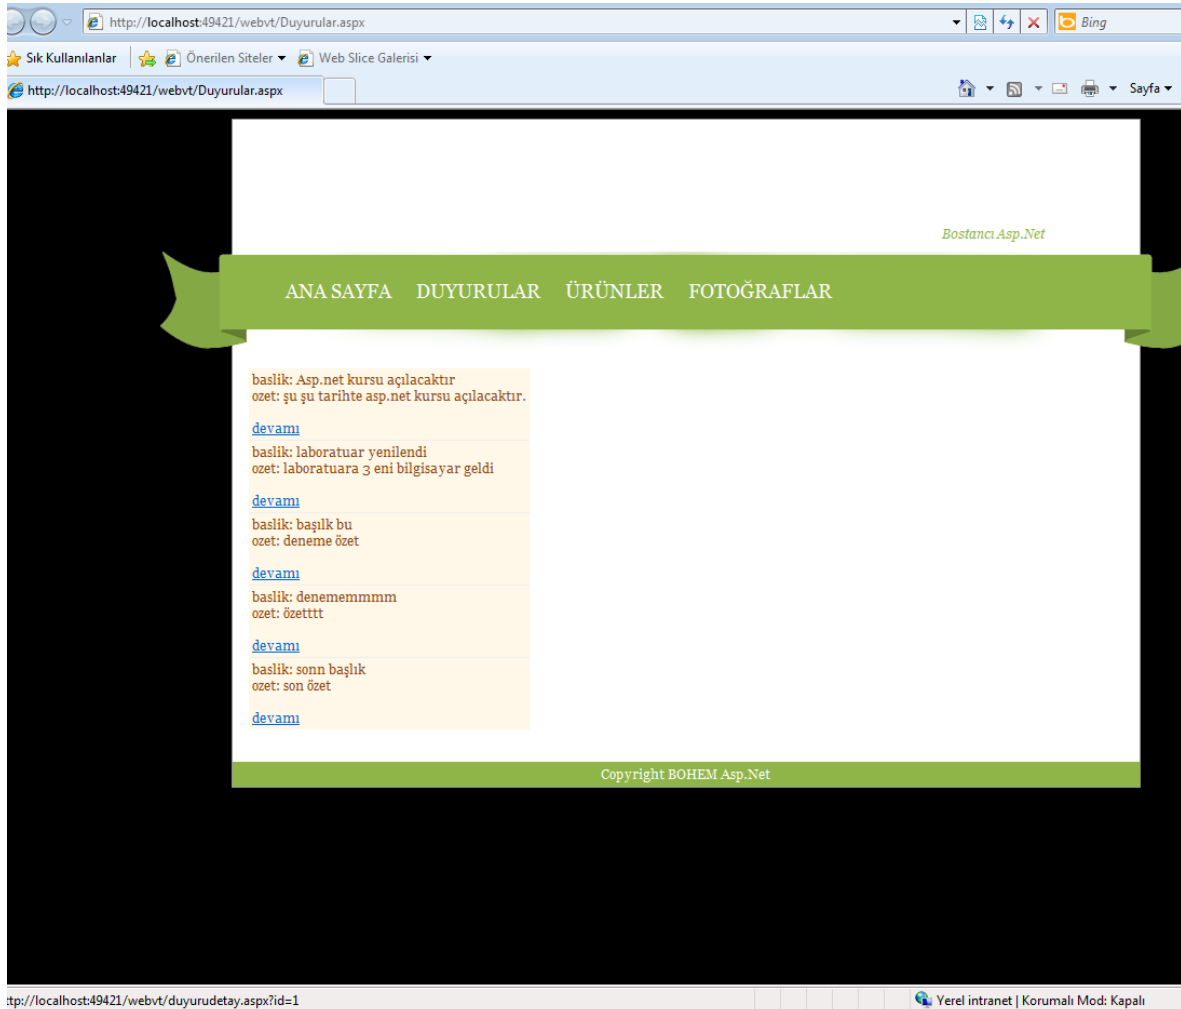 http://localhost:49421/webvt/Duyurular.aspx
Bing
Sık Kullanılanlar Önerilen Siteler Web Slice Galerisi
http://localhost:49421/webvt/Duyurular.aspx
Sayfa
Bostancı Asp.Net
ANA SAYFA DUYURULAR ÜRÜNLER FOTOĞRAFLAR
baslik: Asp.net kursu açılacaktır
ozet: şu şu tarihte asp.net kursu açılacaktır.
devamı
baslik: laboratuar yenilendi
ozet: laboratuara 3 eni bilgisayar geldi
devamı
baslik: başılk bu
ozet: deneme özet
devamı
baslik: denememmmm
ozet: özetttt
devamı
baslik: sonn başlık
ozet: son özet
devamı
Copyright BOHEM Asp.Net
ttp://localhost:49421/webvt/duyurudetay.aspx?id=1
Yerel intranet | Korumalı Mod: Kapalı